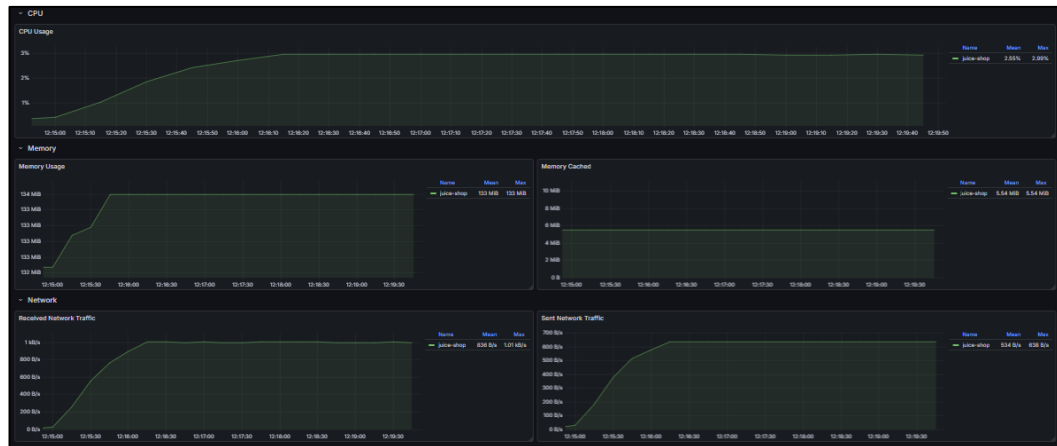 CPU
CPU Usage
3%
2%
1%
12:15:00 12:15:10 12:15:20 12:15:30 12:15:40 12:15:50 12:16:00 12:16:10 12:16:20 12:16:30 12:16:40 12:16:50 12:17:00 12:17:10 12:17:20 12:17:30 12:17:40 12:17:50 12:18:00 12:18:10 12:18:20 12:18:30 12:18:40 12:18:50 12:19:00 12:19:10 12:19:20 12:19:30 12:19:40 12:19:50
Name Mean Max
juice-shop 2.55%
Memory
Memory Usage
134 MiB
133 MiB
133 MiB
133 MiB
133 MiB
132 MiB
12:15:00 12:15:30 12:16:00 12:16:30 12:17:00 12:17:30 12:18:00 12:18:30 12:19:00 12:19:30
Name Mean Max
juice-shop 133 MiB 133 MiB
Memory Cached
10 MiB
8 MiB
6 MiB
4 MiB
2 MiB
0 B
12:15:00 12:15:30 12:16:00 12:16:30 12:17:00 12:17:30 12:18:00 12:18:30 12:19:00 12:19:30
Name Mean Max
juice-shop 5.54 MiB 5.54 MiB
Network
Received Network Traffic
1 kB/s
800 B/s
600 B/s
400 B/s
200 B/s
0 B/s
12:15:00 12:15:30 12:16:00 12:16:30 12:17:00 12:17:30 12:18:00 12:18:30 12:19:00 12:19:30
Name Mean Max
juice-shop 836 B/s 1.01 kB/s
Sent Network Traffic
700 B/s
600 B/s
500 B/s
400 B/s
300 B/s
200 B/s
100 B/s
0 B/s
12:15:00 12:15:30 12:16:00 12:16:30 12:17:00 12:17:30 12:18:00 12:18:30 12:19:00 12:19:30
Name Mean Max
juice-shop 534 B/s 638 B/s